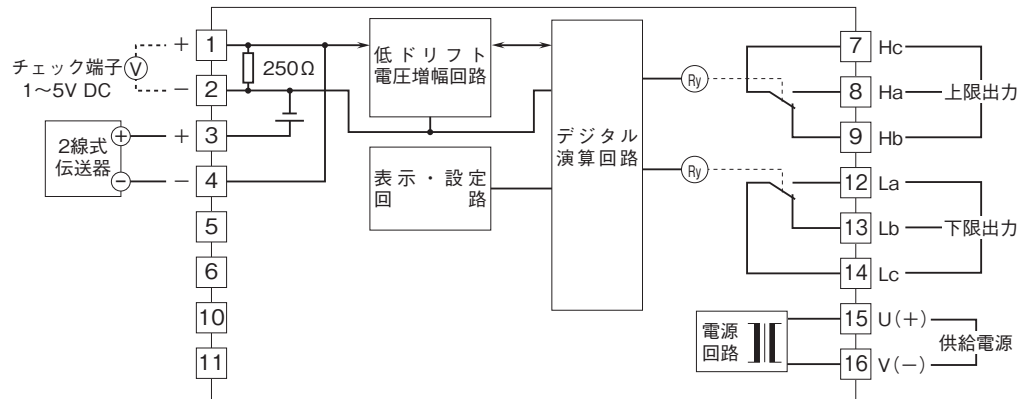 チェック端子
1～5V DC
V
+
−
1
2
250Ω
2線式
伝送器
+
−
+
−
3
4
5
6
10
11
低ドリフト
電圧増幅回路
表示・設定
回路
デジタル
演算回路
Ry
Ry
7 Hc
8 Ha
9 Hb
上限出力
12 La
13 Lb
14 Lc
下限出力
電源
回路
15 U(+)
16 V(−)
供給電源